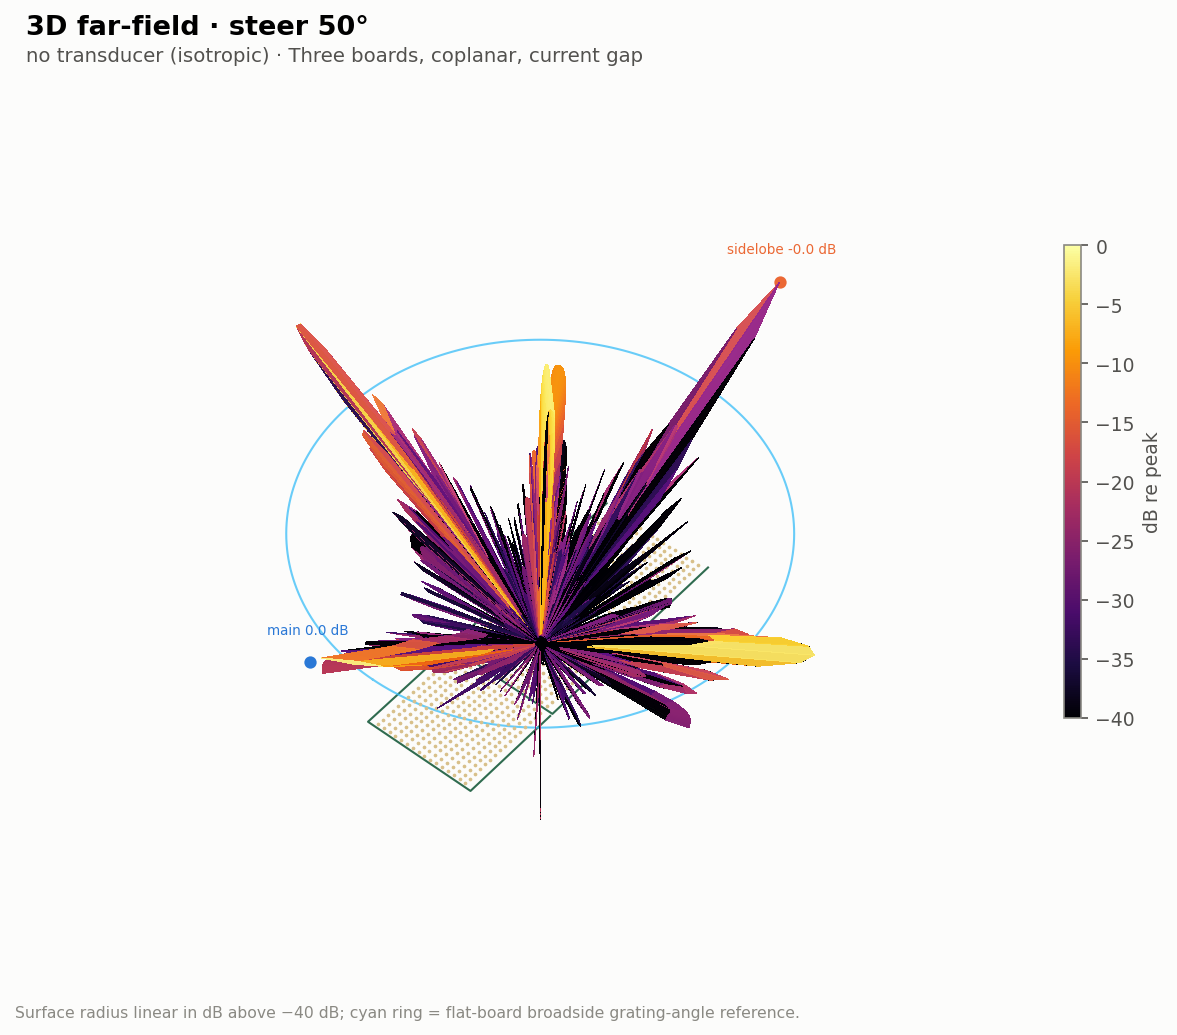 3D far-field · steer 50°
no transducer (isotropic) · Three boards, coplanar, current gap
sidelobe -0.0 dB
main 0.0 dB
0
−5
−10
−15
−20
−25
−30
−35
−40
dB re peak
Surface radius linear in dB above −40 dB; cyan ring = flat-board broadside grating-angle reference.